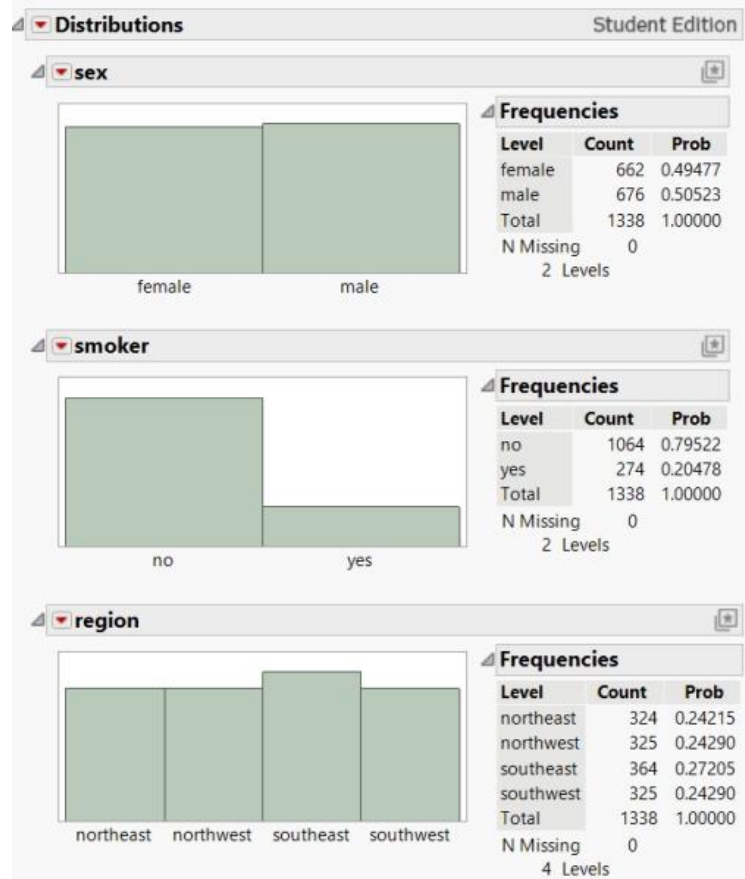 Distributions Student Edition
sex
Frequencies
Level Count Prob
female 662 0.49477
male 676 0.50523
Total 1338 1.00000
N Missing 0
2 Levels
female male
smoker
Frequencies
Level Count Prob
no 1064 0.79522
yes 274 0.20478
Total 1338 1.00000
N Missing 0
2 Levels
no yes
region
Frequencies
Level Count Prob
northeast 324 0.24215
northwest 325 0.24290
southeast 364 0.27205
southwest 325 0.24290
Total 1338 1.00000
N Missing 0
4 Levels
northeast northwest southeast southwest